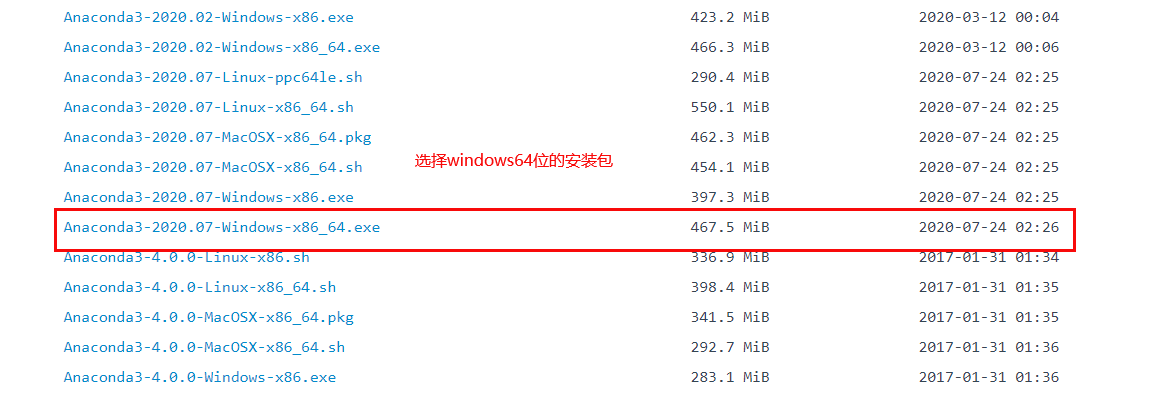 Anaconda3-2020.02-Windows-x86.exe 423.2 MiB 2020-03-12 00:04
Anaconda3-2020.02-Windows-x86_64.exe 466.3 MiB 2020-03-12 00:06
Anaconda3-2020.07-Linux-ppc64le.sh 290.4 MiB 2020-07-24 02:25
Anaconda3-2020.07-Linux-x86_64.sh 550.1 MiB 2020-07-24 02:25
Anaconda3-2020.07-MacOSX-x86_64.pkg 462.3 MiB 2020-07-24 02:25
选择windows64位的安装包
Anaconda3-2020.07-MacOSX-x86_64.sh 454.1 MiB 2020-07-24 02:25
Anaconda3-2020.07-Windows-x86.exe 397.3 MiB 2020-07-24 02:25
Anaconda3-2020.07-Windows-x86_64.exe 467.5 MiB 2020-07-24 02:26
Anaconda3-4.0.0-Linux-x86.sh 336.9 MiB 2017-01-31 01:34
Anaconda3-4.0.0-Linux-x86_64.sh 398.4 MiB 2017-01-31 01:35
Anaconda3-4.0.0-MacOSX-x86_64.pkg 341.5 MiB 2017-01-31 01:35
Anaconda3-4.0.0-MacOSX-x86_64.sh 292.7 MiB 2017-01-31 01:36
Anaconda3-4.0.0-Windows-x86.exe 283.1 MiB 2017-01-31 01:36